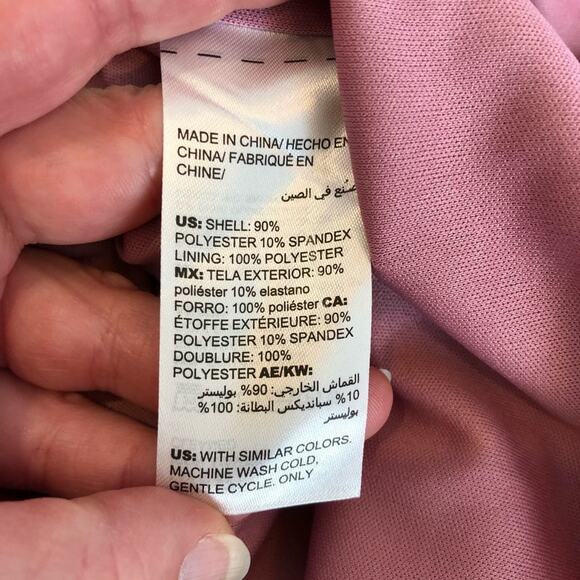 MADE IN CHINA/ HECHO EN
CHINA/ FABRIQUÉ EN
CHINE/
صُنع في الصين
US: SHELL: 90%
POLYESTER 10% SPANDEX
LINING: 100% POLYESTER
MX: TELA EXTERIOR: 90%
poliéster 10% elastano
FORRO: 100% poliéster CA:
ÉTOFFE EXTÉRIEURE: 90%
POLYESTER 10% SPANDEX
DOUBLURE: 100%
POLYESTER AE/KW:
القماش الخارجي: 90% بوليستر
10% سبانديكس البطانة: 100%
بوليستر
US: WITH SIMILAR COLORS.
MACHINE WASH COLD,
GENTLE CYCLE. ONLY